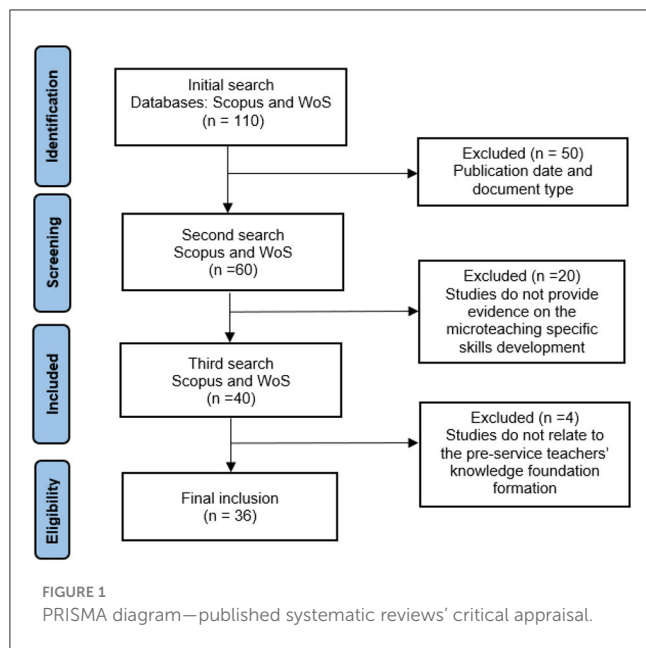 Identification
Initial search
Databases: Scopus and WoS
(n = 110)
Excluded (n = 50)
Publication date and
document type
Screening
Second search
Scopus and WoS
(n =60)
Excluded (n =20)
Studies do not provide
evidence on the
microteaching specific
skills development
Included
Third search
Scopus and WoS
(n =40)
Excluded (n =4)
Studies do not relate to
the pre-service teachers'
knowledge foundation
formation
Eligibility
Final inclusion
(n = 36)
FIGURE 1
PRISMA diagram—published systematic reviews' critical appraisal.